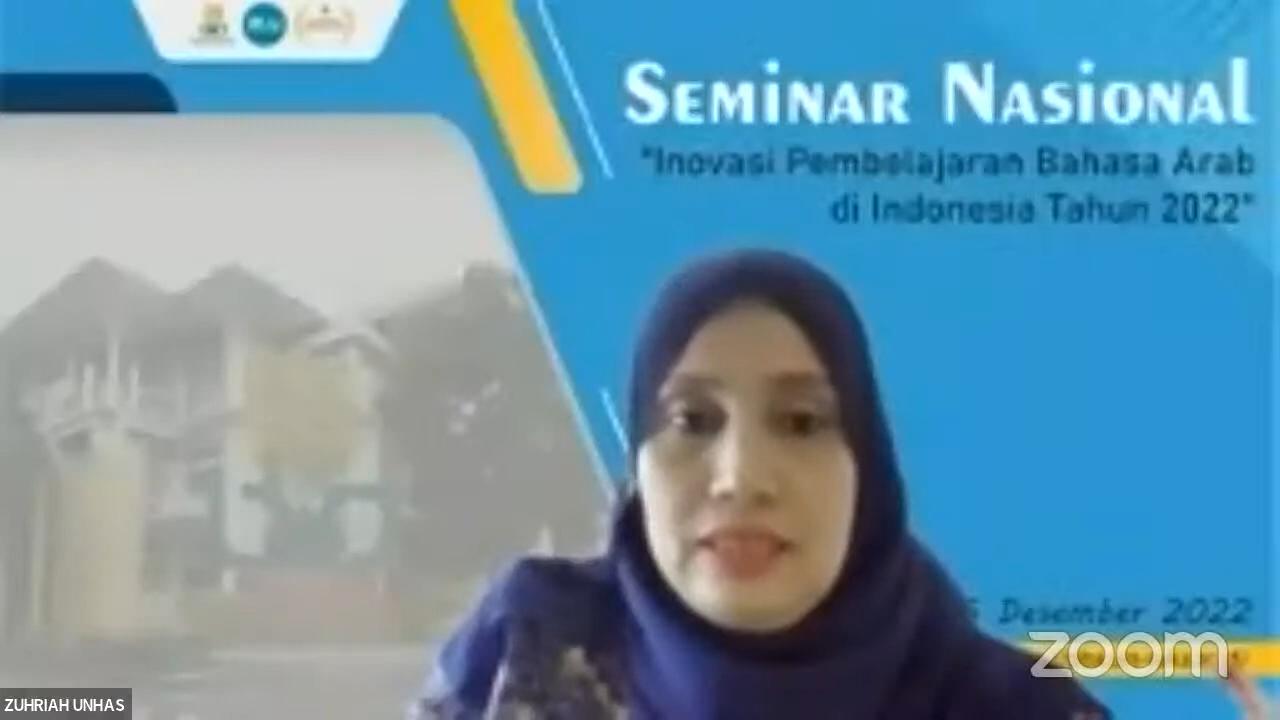 SEMINAR NASIONAL
"Inovasi Pembelajaran Bahasa Arab
di Indonesia Tahun 2022"
Desember 2022
zoom
ZUHRIAH UNHAS